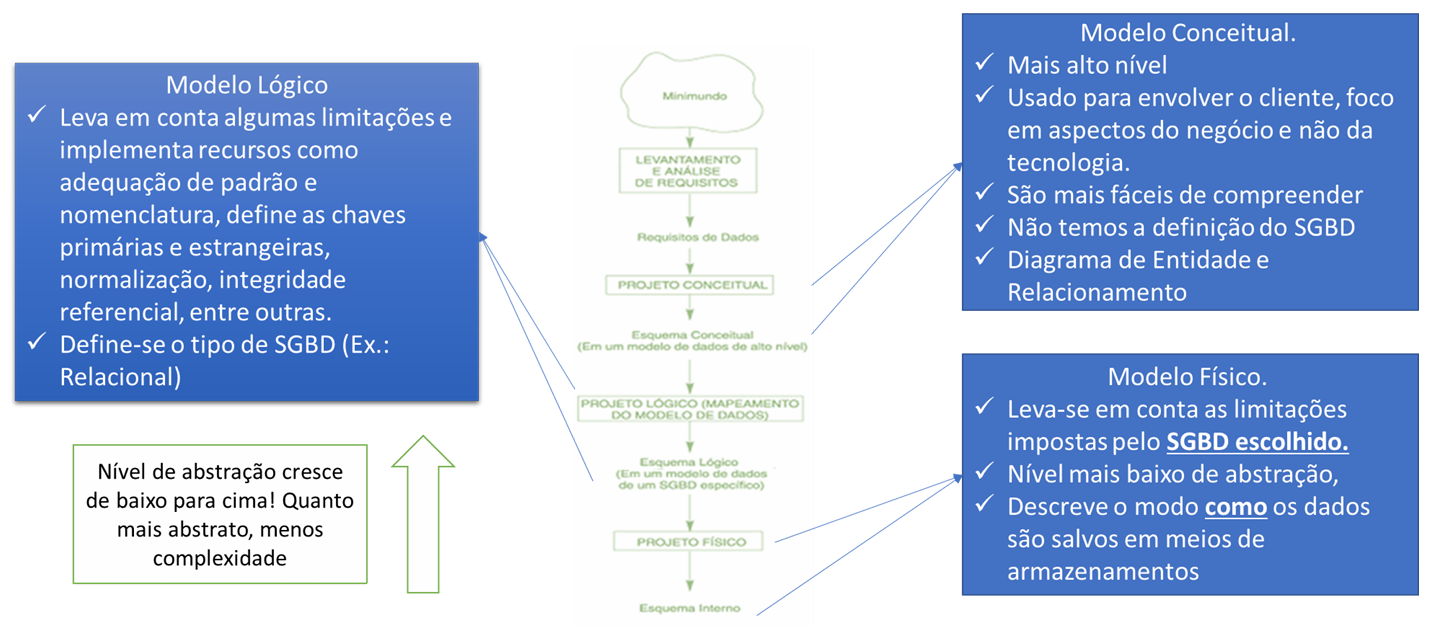 Modelo Lógico
✓ Leva em conta algumas limitações e
implementa recursos como
adequação de padrão e
nomenclatura, define as chaves
primárias e estrangeiras,
normalização, integridade
referencial, entre outras.
✓ Define-se o tipo de SGBD (Ex.:
Relacional)
Nível de abstração cresce
de baixo para cima! Quanto
mais abstrato, menos
complexidade
Minimundo
LEVANTAMENTO
E ANÁLISE
DE REQUISITOS
Requisitos de Dados
PROJETO CONCEITUAL
Esquema Conceitual
(Em um modelo de dados de alto nível)
PROJETO LÓGICO (MAPEAMENTO
DO MODELO DE DADOS)
Esquema Lógico
(Em um modelo de dados
de um SGBD específico)
PROJETO FÍSICO
Esquema Interno
Modelo Conceitual.
✓ Mais alto nível
✓ Usado para envolver o cliente, foco
em aspectos do negócio e não da
tecnologia.
✓ São mais fáceis de compreender
✓ Não temos a definição do SGBD
✓ Diagrama de Entidade e
Relacionamento
Modelo Físico.
✓ Leva-se em conta as limitações
impostas pelo SGBD escolhido.
✓ Nível mais baixo de abstração,
✓ Descreve o modo como os dados
são salvos em meios de
armazenamentos